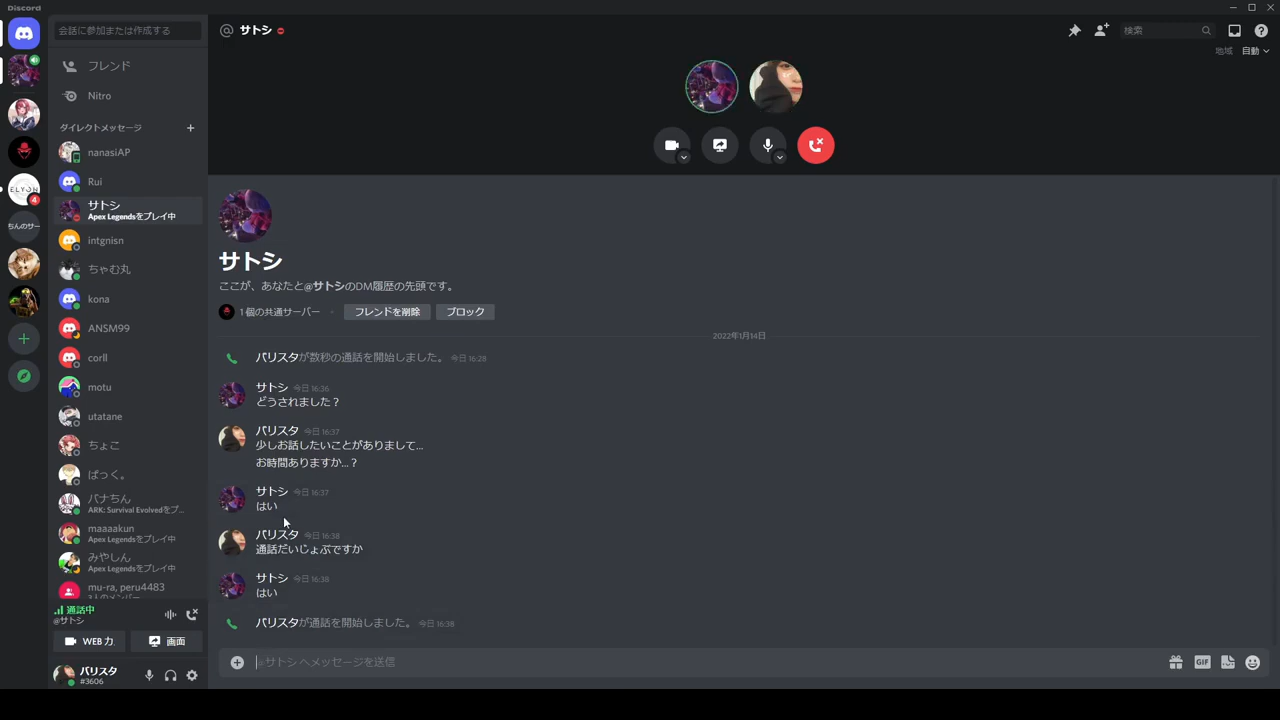 Discord
会話に参加または作成する
フレンド
Nitro
ダイレクトメッセージ
nanasiAP
Rui
サトシ
Apex Legendsをプレイ中
intgnisn
ちゃむ丸
kona
ANSM99
corll
motu
utatane
ちょこ
ぱっく。
バナちん
ARK: Survival Evolvedをプ...
maaaakun
Apex Legendsをプレイ中
みやしん
Apex Legendsをプレイ中
mu-ra, peru4483
3人のメンバー
通話中
@サトシ
WEB カ
画面
バリスタ
#3606
ELYON
4
ちんのサー
@ サトシ
検索
地域 自動
サトシ
ここが、あなたと@サトシのDM履歴の先頭です。
1個の共通サーバー
フレンドを削除
ブロック
2022年1月14日
バリスタが数秒の通話を開始しました。 今日 16:28
サトシ 今日 16:36
どうされました？
バリスタ 今日 16:37
少しお話したいことがありまして...
お時間ありますか...？
サトシ 今日 16:37
はい
バリスタ 今日 16:38
通話だいじょぶですか
サトシ 今日 16:38
はい
バリスタが通話を開始しました。 今日 16:38
@サトシ へメッセージを送信
GIF